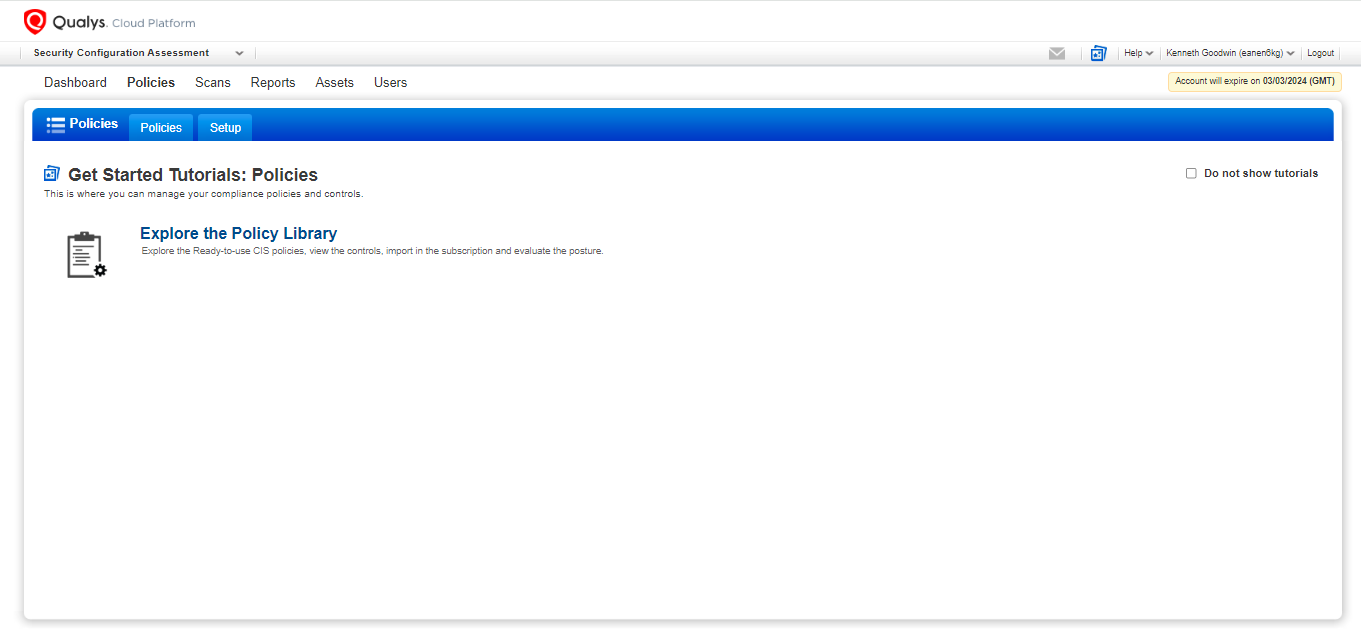 Qualys. Cloud Platform
Security Configuration Assessment
Help
Kenneth Goodwin (eanen6kg)
Logout
Dashboard Policies Scans Reports Assets Users
Account will expire on 03/03/2024 (GMT)
Policies Policies Setup
Get Started Tutorials: Policies
Do not show tutorials
This is where you can manage your compliance policies and controls.
Explore the Policy Library
Explore the Ready-to-use CIS policies, view the controls, import in the subscription and evaluate the posture.